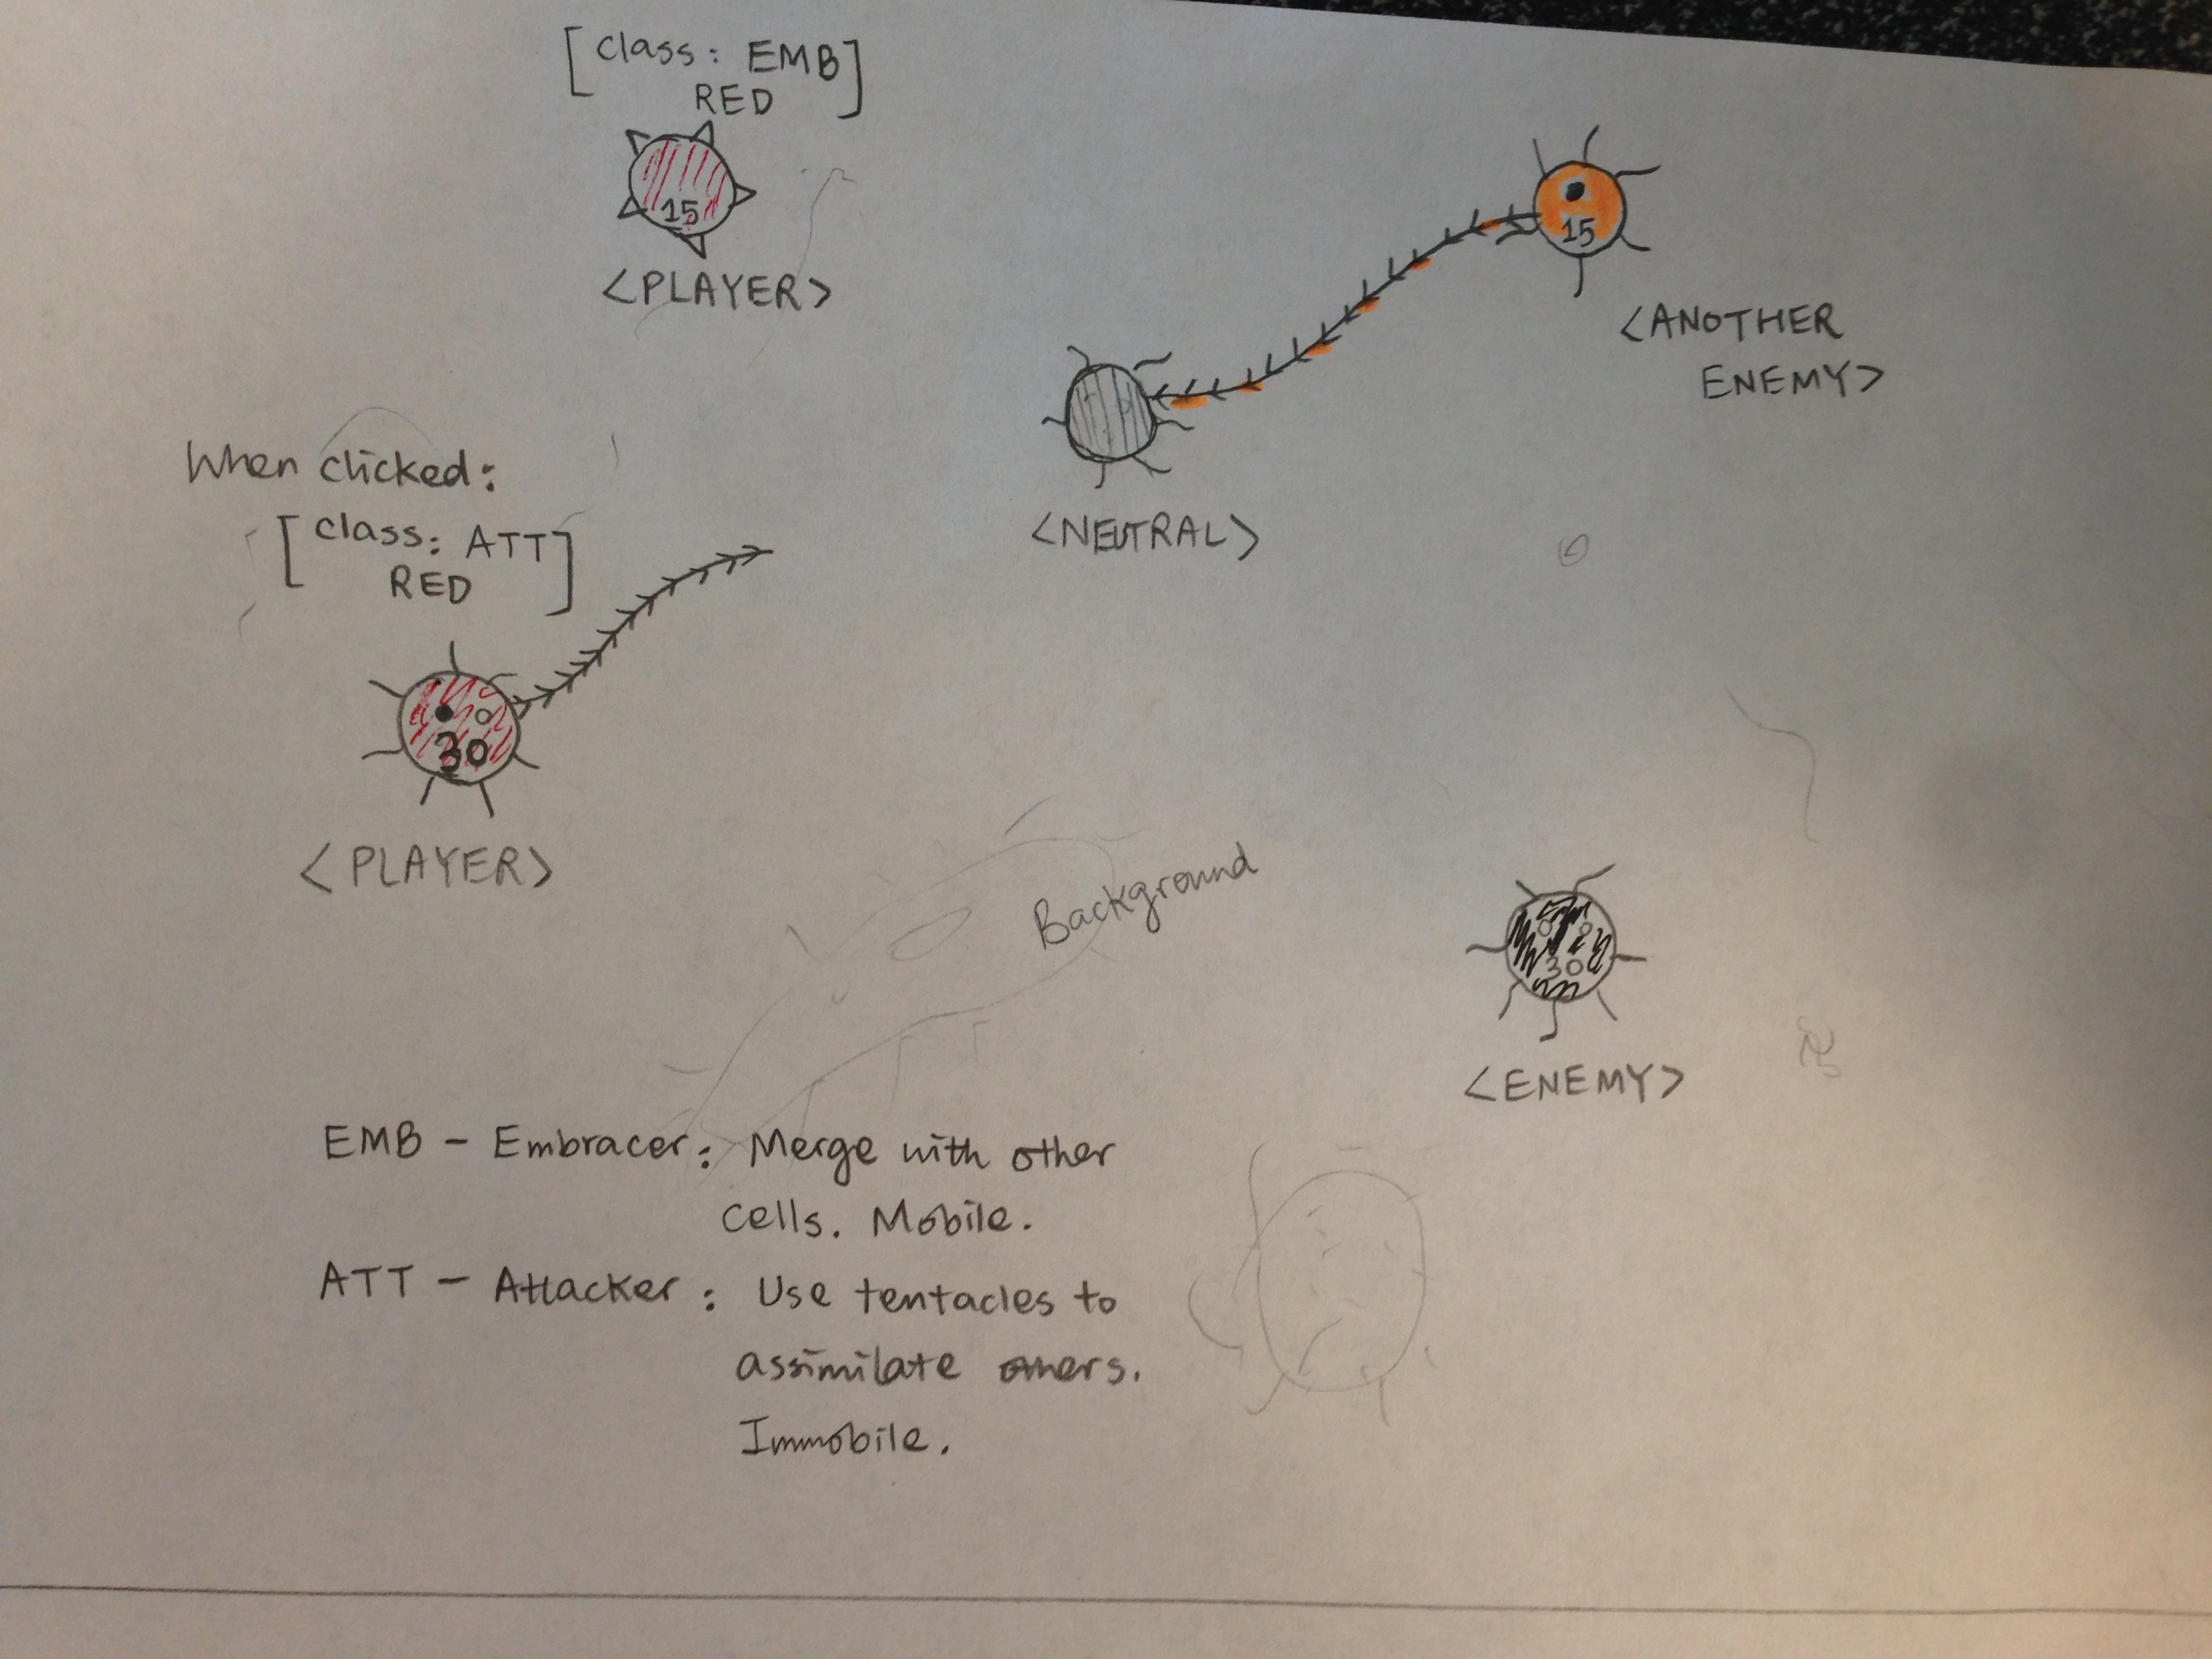 [class: EMB
RED]
15
<PLAYER>
When clicked:
[class: ATT
RED]
30
<PLAYER>
<NEUTRAL>
15
<ANOTHER
ENEMY>
Background
30
<ENEMY>
EMB - Embracer: Merge with other
cells. Mobile.
ATT - Attacker: Use tentacles to
assimilate others.
Immobile.